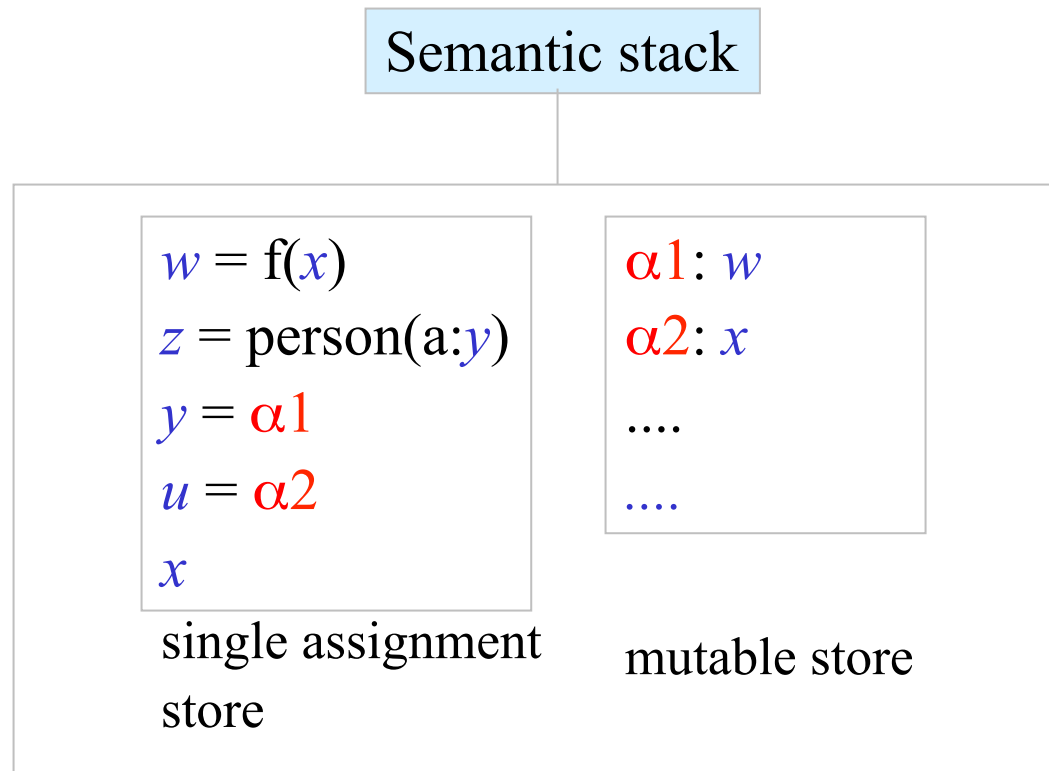 Semantic stack
w = f(x)
z = person(a:y)
y = α1
u = α2
x
single assignment
store
α1: w
α2: x
....
....
mutable store